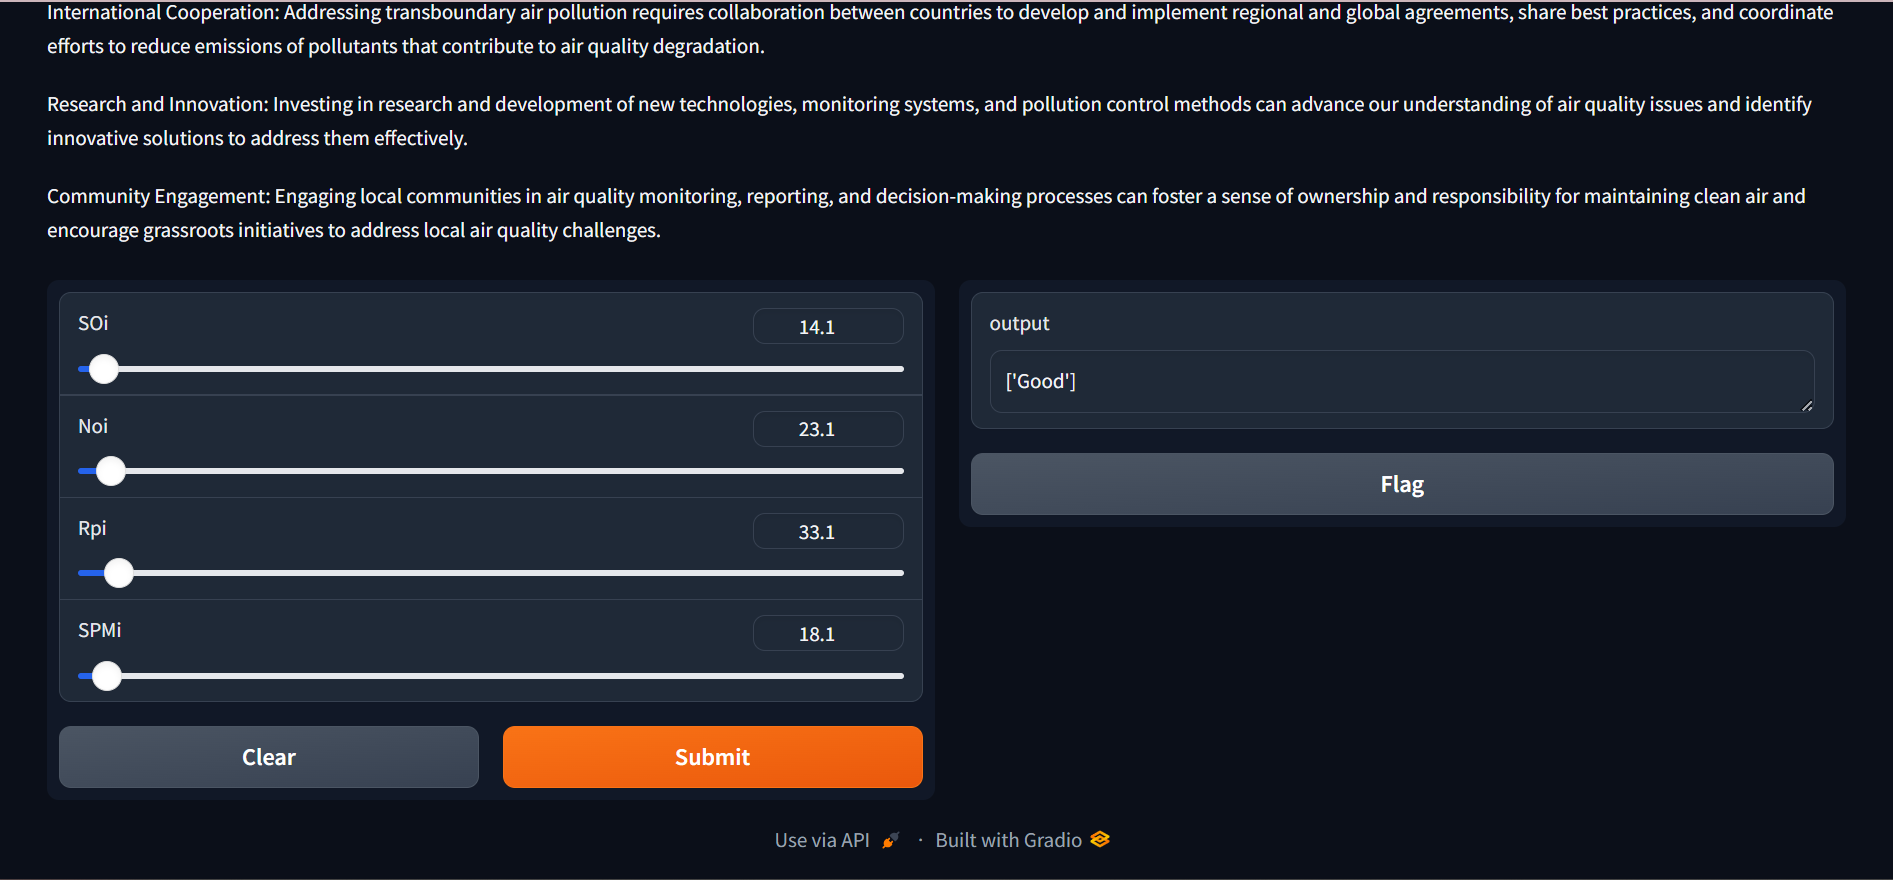 International Cooperation: Addressing transboundary air pollution requires collaboration between countries to develop and implement regional and global agreements, share best practices, and coordinate
efforts to reduce emissions of pollutants that contribute to air quality degradation.
Research and Innovation: Investing in research and development of new technologies, monitoring systems, and pollution control methods can advance our understanding of air quality issues and identify
innovative solutions to address them effectively.
Community Engagement: Engaging local communities in air quality monitoring, reporting, and decision-making processes can foster a sense of ownership and responsibility for maintaining clean air and
encourage grassroots initiatives to address local air quality challenges.
SOi
14.1
Noi
23.1
Rpi
33.1
SPMi
18.1
Clear
Submit
output
['Good']
Flag
Use via API · Built with Gradio